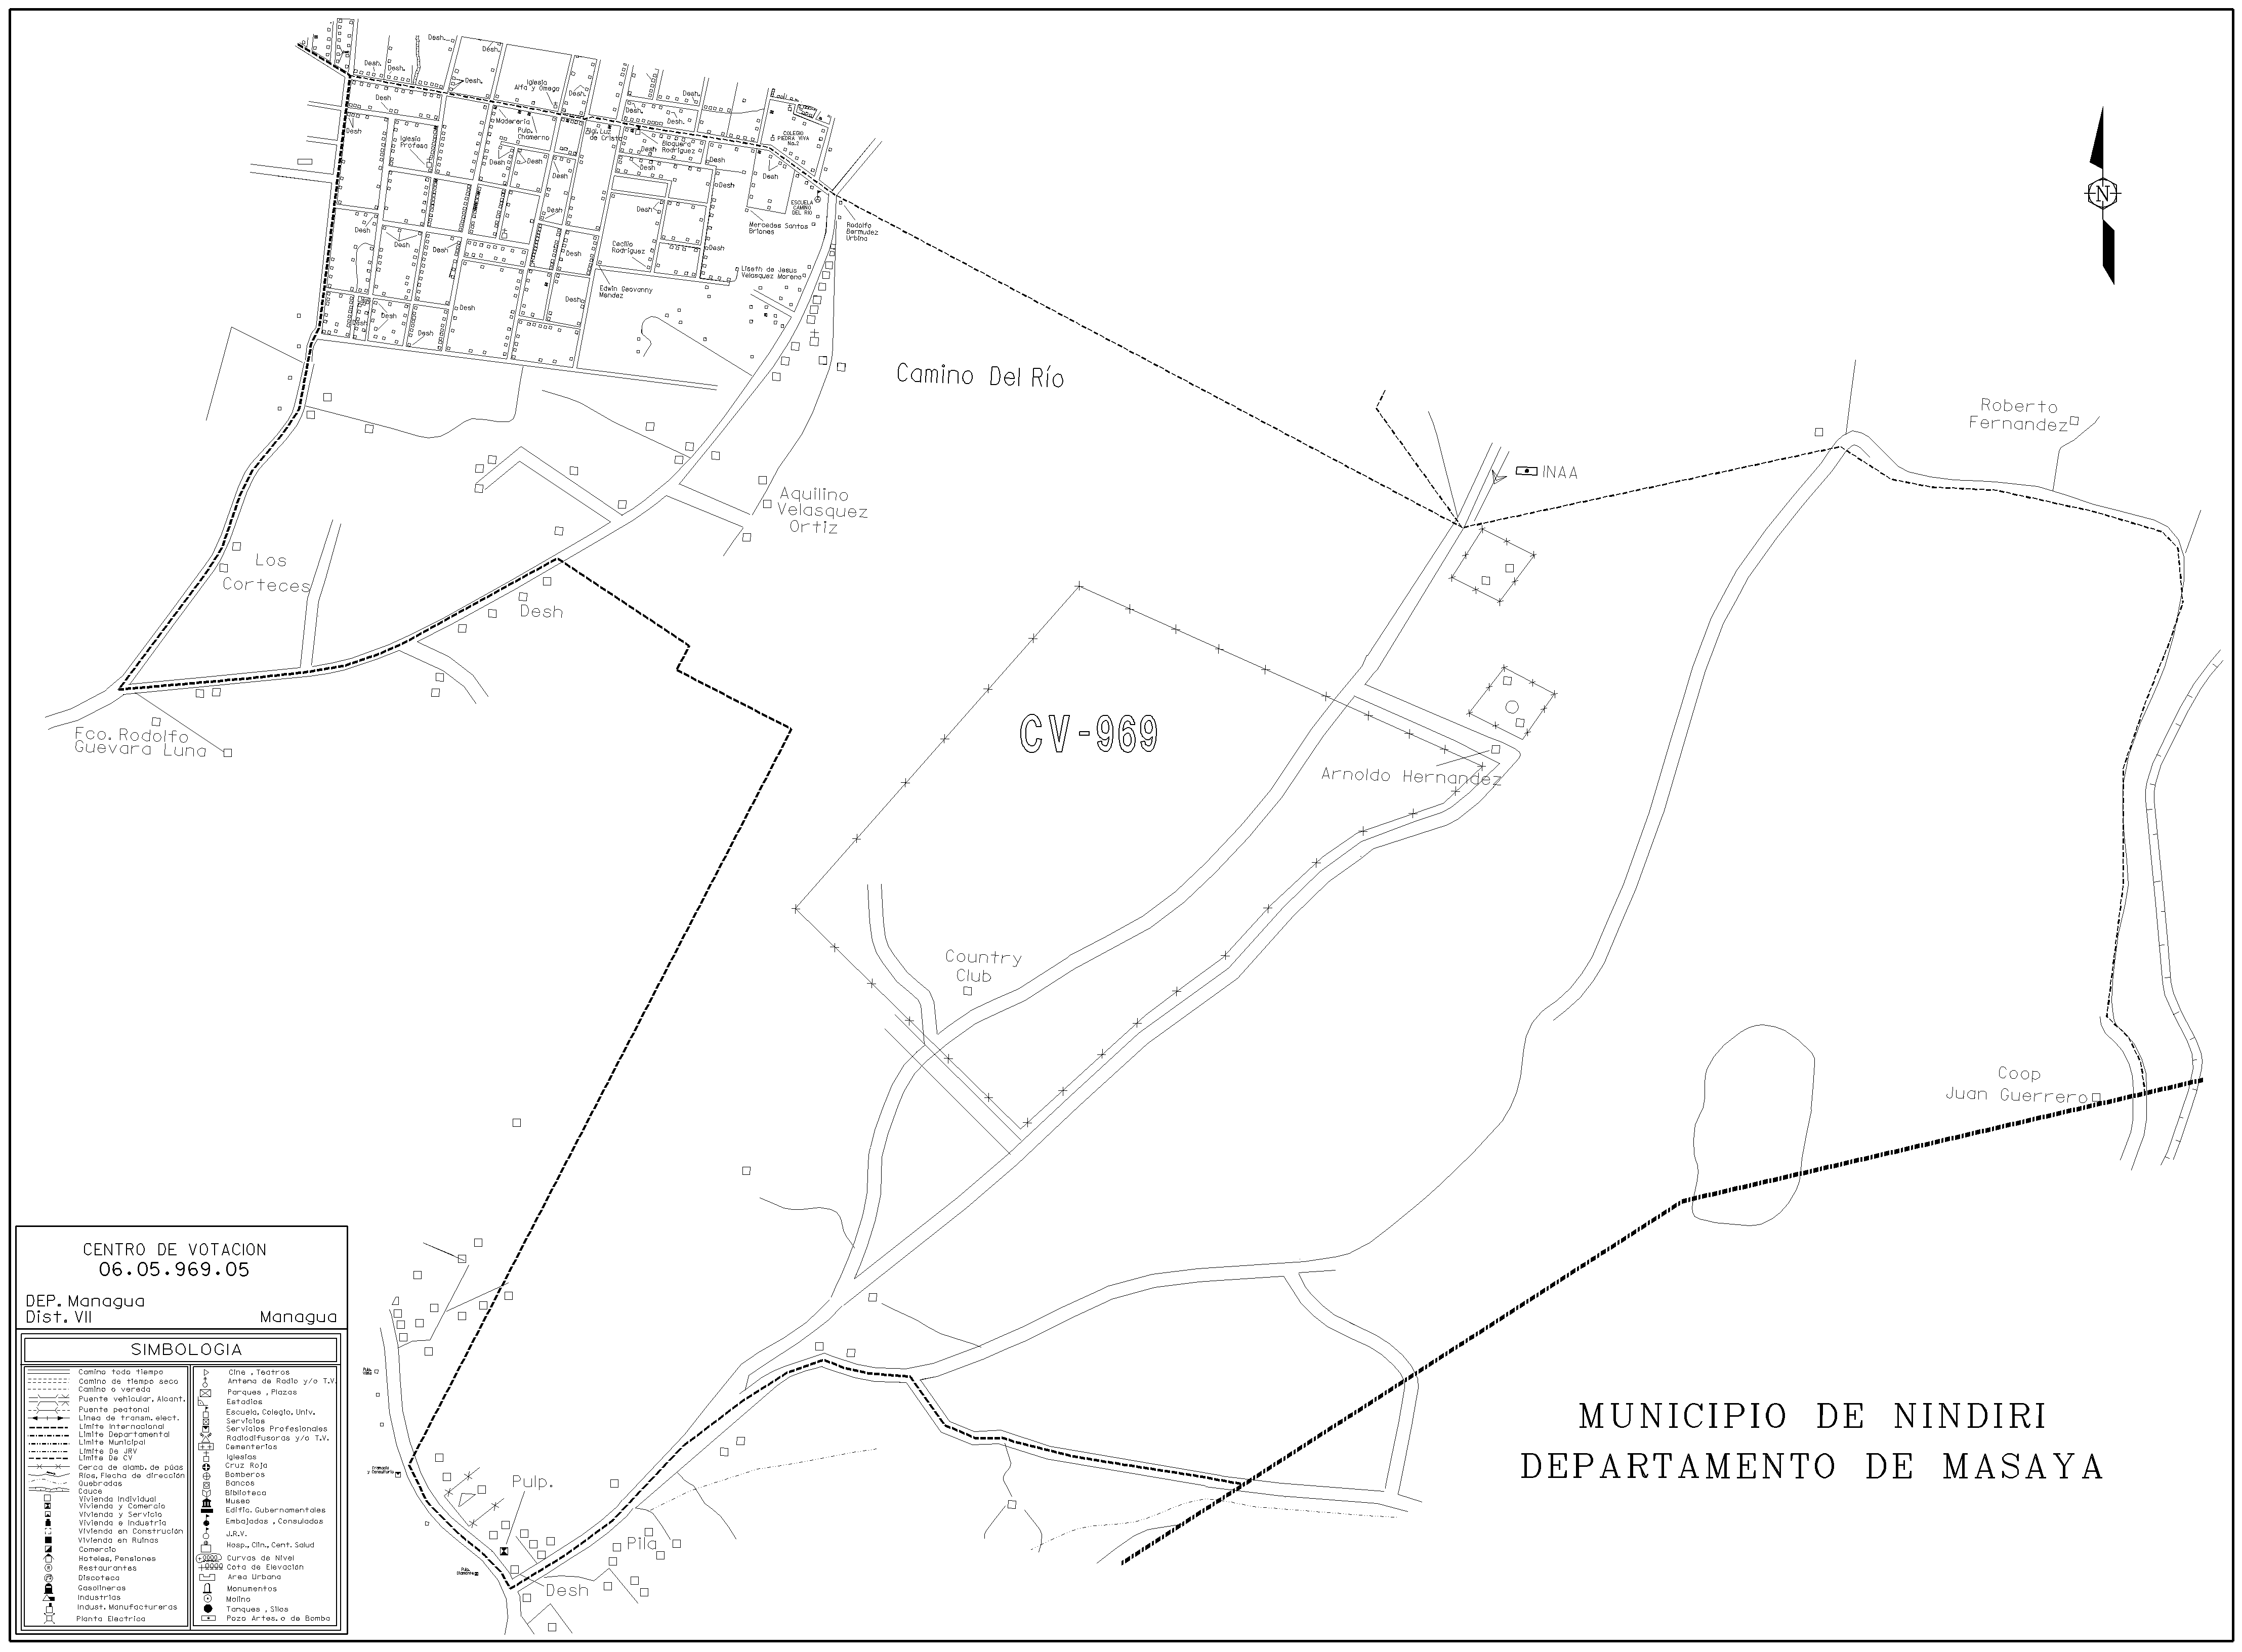 Desh.
Desh.
Desh.
Desh.
Desh.
Iglesia
Alfa y Omega
Desh.
Desh.
Desh
Desh
Maderería
Pulp.
Chamorro
Iglesia
Profesa
Desh
Desh
Desh
Igl. Luz
de Cristo
Desh.
Desh.
Bloquera
Rodriguez
Desh
Desh
Desh
Desh
Desh
COLEGIO
PIEDRA VIVA
No.2
ESCUELA
CAMINO
DEL RIO
Mercedes Santos
Briones
Rodolfo
Bermudez
Urbina
Desh
Desh
Desh
Desh
Desh
Desh
Cecilio
Rodriguez
Desh
Liseth de Jesus
Velasquez Moreno
Edwin Geovanny
Mendez
Desh
Desh
Desh
Desh
Desh
Camino Del Río
Roberto
Fernandez
INAA
Aquilino
Velasquez
Ortiz
Los
Corteces
Desh
Fco. Rodolfo
Guevara Luna
CV-969
Arnoldo Hernandez
Country
Club
Coop
Juan Guerrero
Pulp.
Pila
Desh
MUNICIPIO DE NINDIRI
DEPARTAMENTO DE MASAYA
N
CENTRO DE VOTACION
06.05.969.05
DEP. Managua
Dist. VII
Managua
SIMBOLOGIA
Camino todo tiempo
Camino de tiempo seco
Camino o vereda
Puente vehicular, Alcant.
Puente peatonal
Linea de transm. elect.
Limite Internacional
Limite Departamental
Limite Municipal
Limite De JRV
Limite De CV
Cerca de alamb. de púas
Rios, Flecha de dirección
Quebradas
Cauce
Vivienda Individual
Vivienda y Comercio
Vivienda y Servicio
Vivienda e Industria
Vivienda en Construción
Vivienda en Ruinas
Comercio
Hoteles, Pensiones
Restaurantes
Discoteca
Gasolineras
Industrias
Indust. Manufactureras
Planta Electrica
Cine , Teatros
Antena de Radio y/o T.V.
Parques , Plazas
Estadios
Escuela, Colegio, Univ.
Servicios
Servicios Profesionales
Radiodifusoras y/o T.V.
Cementerios
Iglesias
Cruz Roja
Bomberos
Bancos
Biblioteca
Museo
Edific. Gubernamentales
Embajadas , Consulados
J.R.V.
Hosp., Clin., Cent. Salud
Curvas de Nivel
Cota de Elevación
Area Urbana
Monumentos
Molino
Tanques , Silos
Pozo Artes. o de Bomba